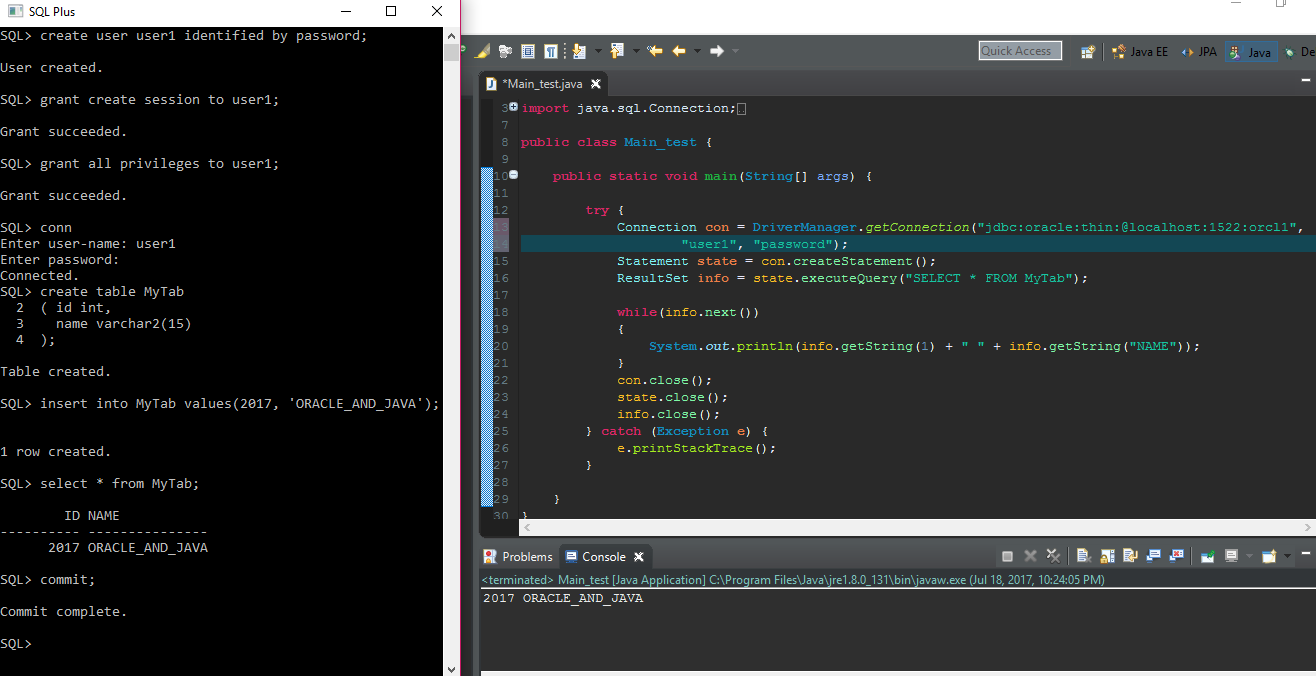 SQL Plus
SQL> create user user1 identified by password;
User created.
SQL> grant create session to user1;
Grant succeeded.
SQL> grant all privileges to user1;
Grant succeeded.
SQL> conn
Enter user-name: user1
Enter password:
Connected.
SQL> create table MyTab
2 ( id int,
3 name varchar2(15)
4 );
Table created.
SQL> insert into MyTab values(2017, 'ORACLE_AND_JAVA');
1 row created.
SQL> select * from MyTab;
ID NAME
---------- ---------------
2017 ORACLE_AND_JAVA
SQL> commit;
Commit complete.
SQL>
Quick Access
Java EE
JPA
Java
De
*Main_test.java
3 import java.sql.Connection;
7
8 public class Main_test {
9
10 public static void main(String[] args) {
11
12 try {
13 Connection con = DriverManager.getConnection("jdbc:oracle:thin:@localhost:1522:orcl1",
14 "user1", "password");
15 Statement state = con.createStatement();
16 ResultSet info = state.executeQuery("SELECT * FROM MyTab");
17
18 while(info.next())
19 {
20 System.out.println(info.getString(1) + " " + info.getString("NAME"));
21 }
22 con.close();
23 state.close();
24 info.close();
25 } catch (Exception e) {
26 e.printStackTrace();
27 }
28
29 }
30 }
Problems
Console
<terminated> Main_test [Java Application] C:\Program Files\Java\jre1.8.0_131\bin\javaw.exe (Jul 18, 2017, 10:24:05 PM)
2017 ORACLE_AND_JAVA